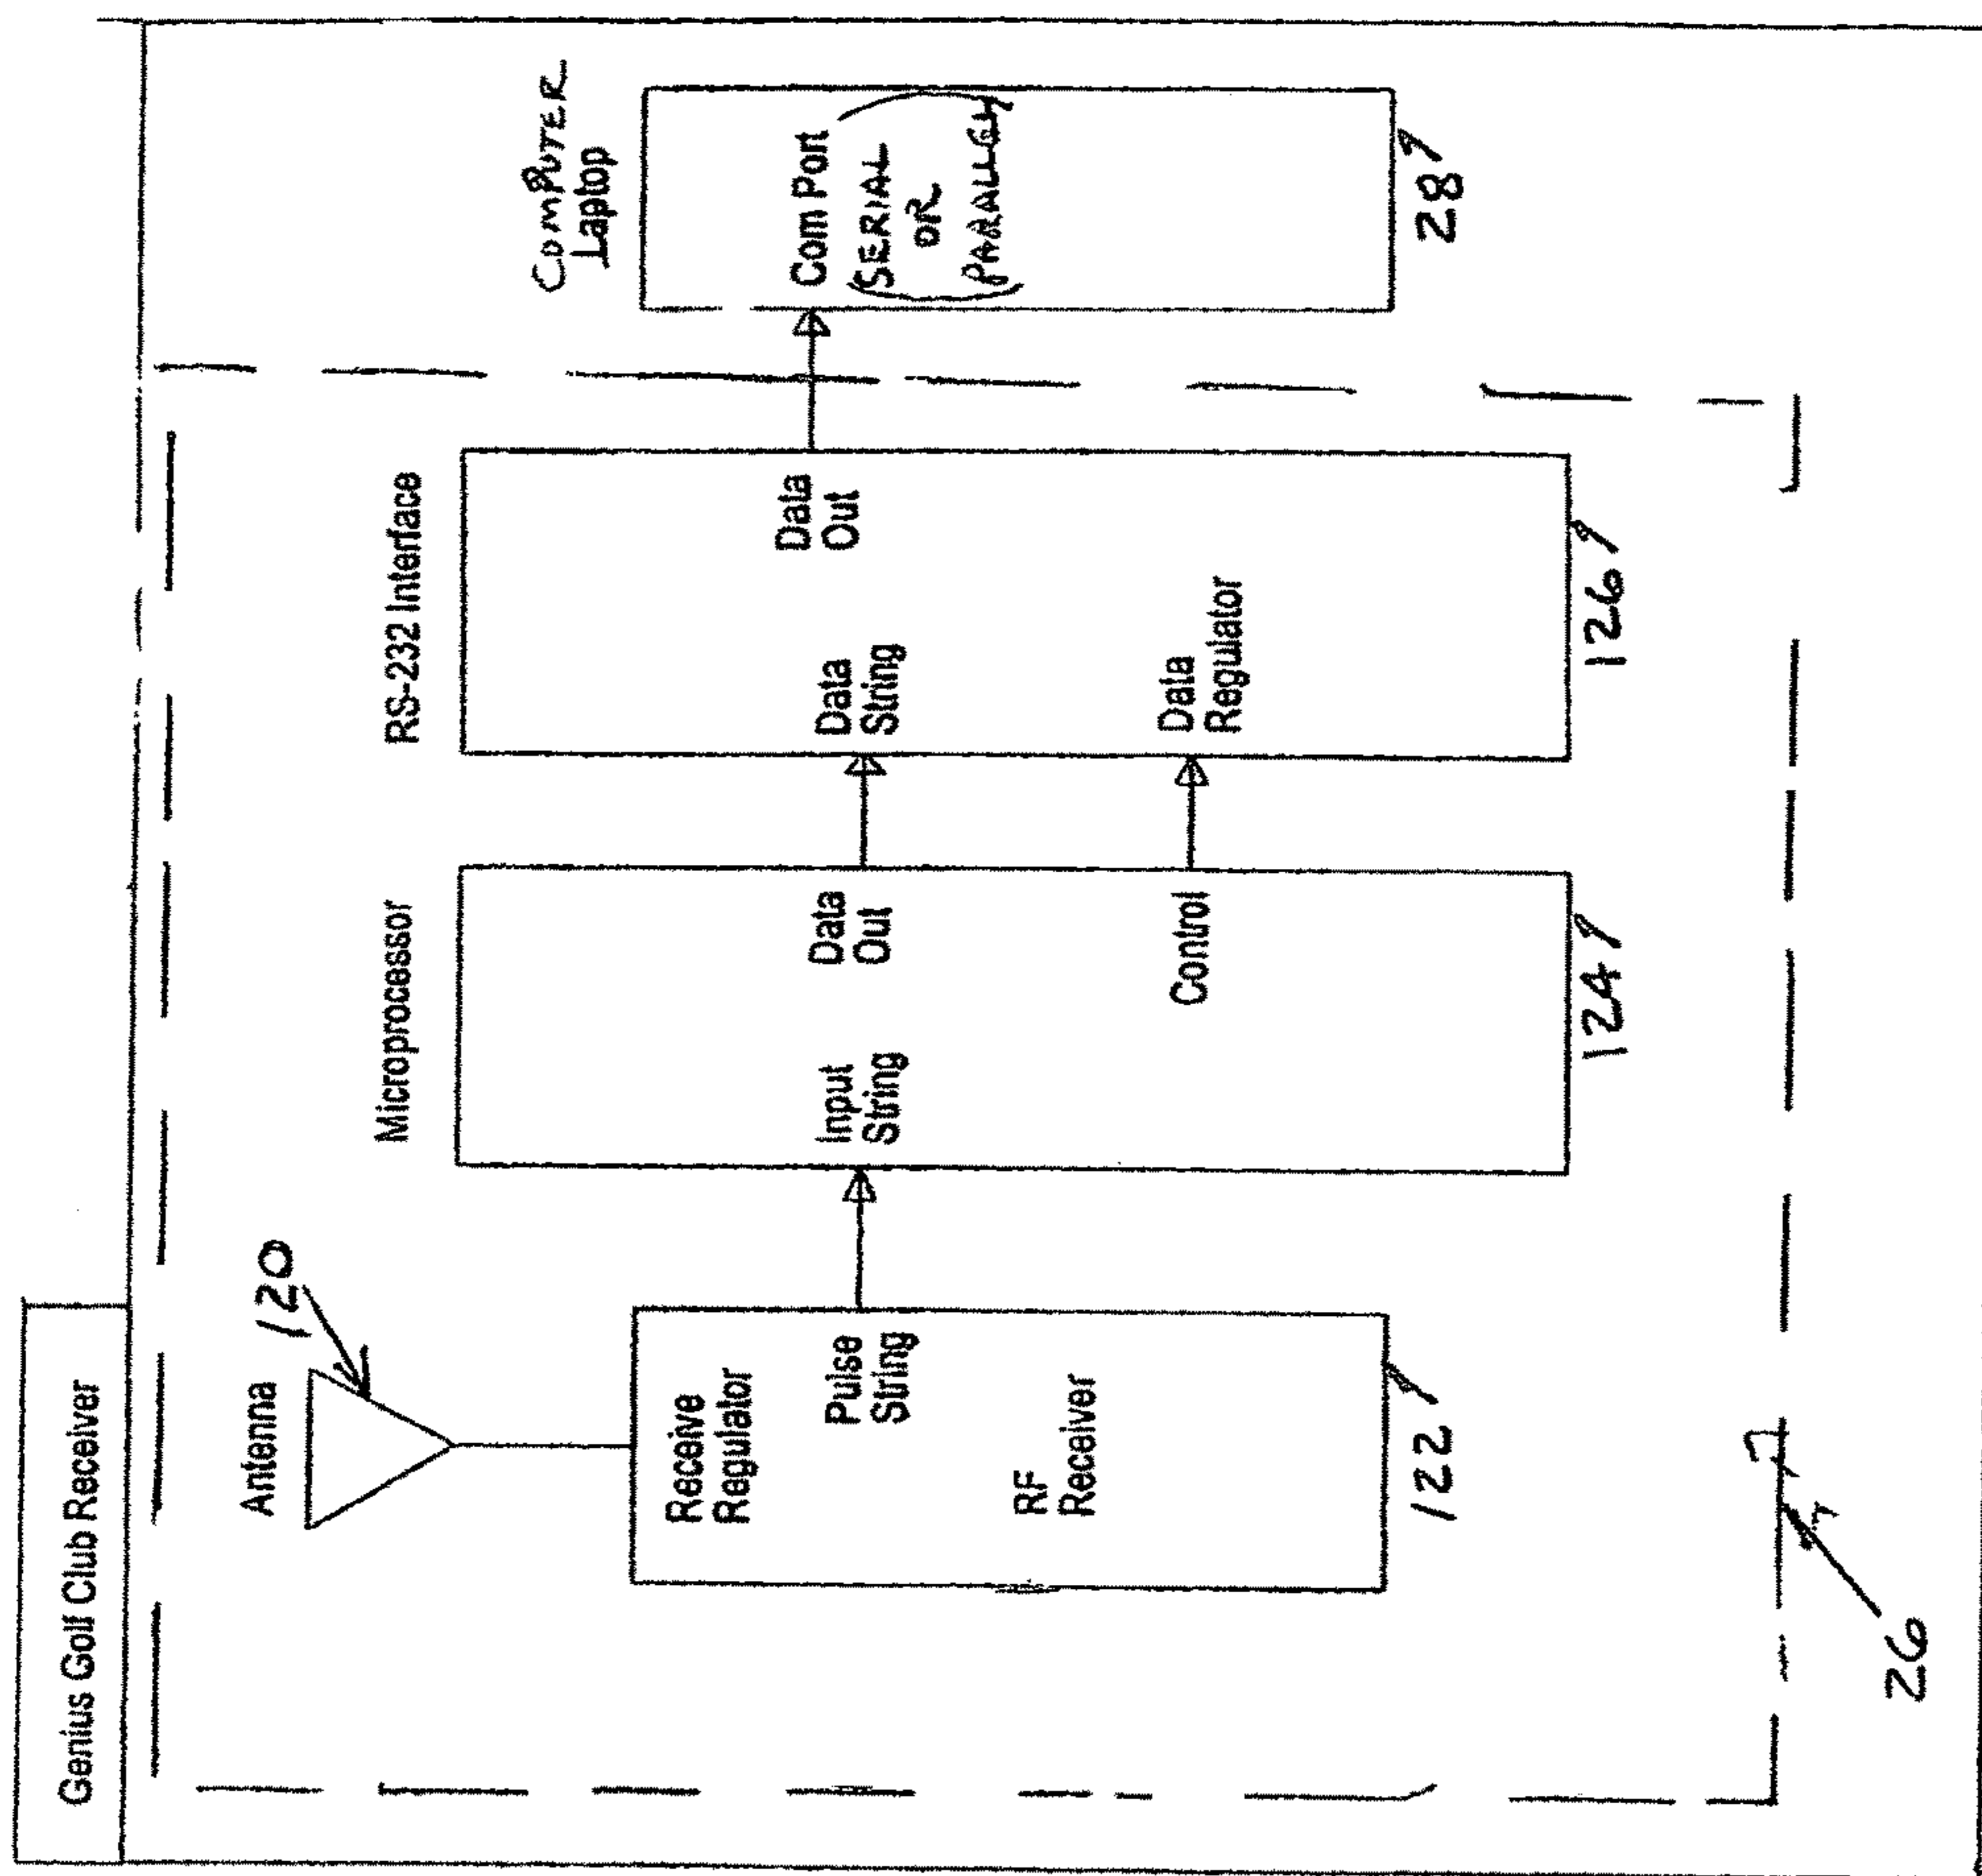 Genius Golf Club Receiver
Antenna
120
Receive
Regulator
Pulse
String
RF
Receiver
122
Microprocessor
Input
String
Data
Out
Control
124
RS-232 Interface
Data
String
Data
Out
Data
Regulator
126
COMPUTER
Laptop
Com Port
(SERIAL
OR
PARALLEL)
28
26